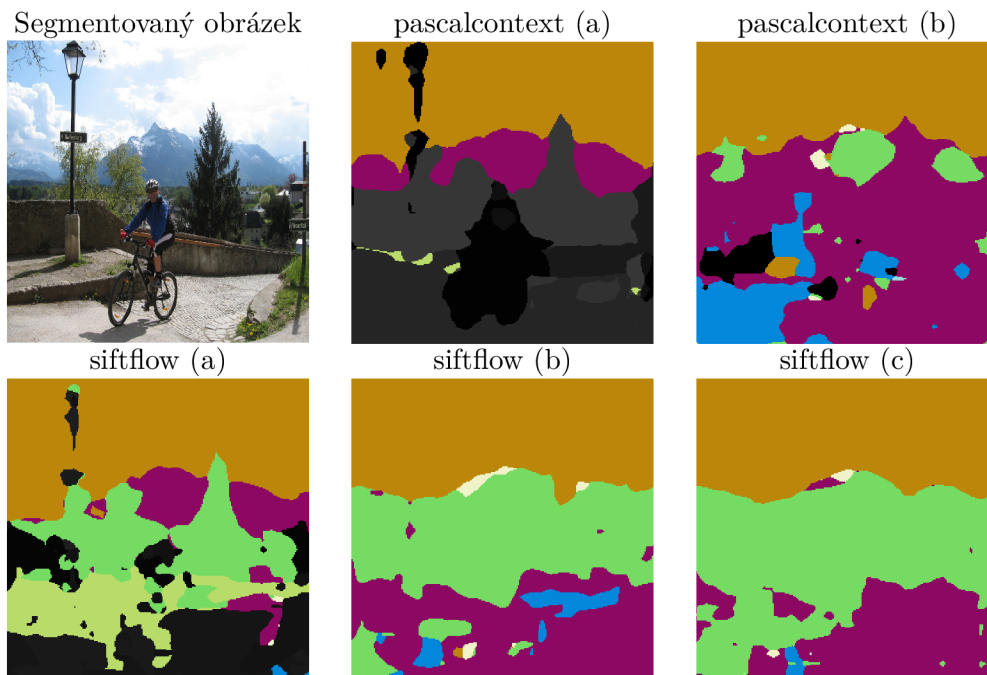 Segmentovaný obrázek
pascalcontext (a)
pascalcontext (b)
siftflow (a)
siftflow (b)
siftflow (c)